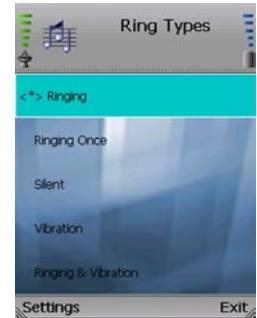 Ring Types
<*> Ringing
Ringing Once
Silent
Vibration
Ringing & Vibration
Settings Exit